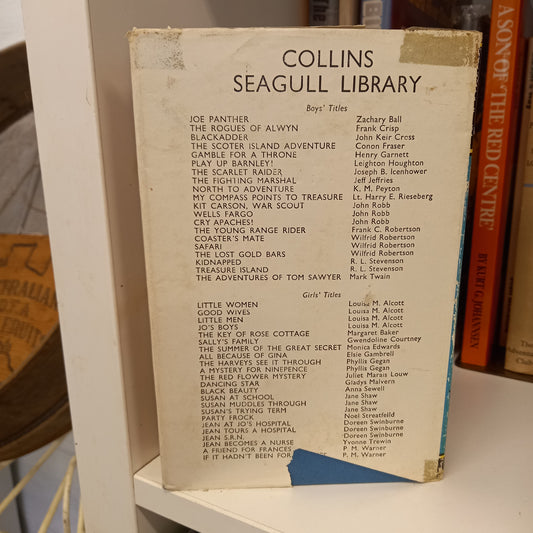 COLLINS
SEAGULL LIBRARY
Boys' Titles
JOE PANTHER Zachary Ball
THE ROGUES OF ALWYN Frank Crisp
BLACKADDER John Keir Cross
THE SCOTER ISLAND ADVENTURE Conon Fraser
GAMBLE FOR A THRONE Henry Garnett
PLAY UP BARNLEY! Leighton Houghton
THE SCARLET RAIDER Joseph B. Icenhower
THE FIGHTING MARSHAL Jeff Jeffries
NORTH TO ADVENTURE K. M. Peyton
MY COMPASS POINTS TO TREASURE Lt. Harry E. Rieseberg
KIT CARSON, WAR SCOUT John Robb
WELLS FARGO John Robb
CRY APACHES! John Robb
THE YOUNG RANGE RIDER Frank C. Robertson
COASTER'S MATE Wilfrid Robertson
SAFARI Wilfrid Robertson
THE LOST GOLD BARS Wilfrid Robertson
KIDNAPPED R. L. Stevenson
TREASURE ISLAND R. L. Stevenson
THE ADVENTURES OF TOM SAWYER Mark Twain
Girls' Titles
LITTLE WOMEN Louisa M. Alcott
GOOD WIVES Louisa M. Alcott
LITTLE MEN Louisa M. Alcott
JO'S BOYS Louisa M. Alcott
THE KEY OF ROSE COTTAGE Margaret Baker
SALLY'S FAMILY Gwendoline Courtney
THE SUMMER OF THE GREAT SECRET Monica Edwards
ALL BECAUSE OF GINA Elsie Gambrell
THE HARVEYS SEE IT THROUGH Phyllis Gegan
A MYSTERY FOR NINEPENCE Phyllis Gegan
THE RED FLOWER MYSTERY Juliet Marais Louw
DANCING STAR Gladys Malvern
BLACK BEAUTY Anna Sewell
SUSAN AT SCHOOL Jane Shaw
SUSAN MUDDLES THROUGH Jane Shaw
SUSAN'S TRYING TERM Jane Shaw
PARTY FROCK Noel Streatfeild
JEAN AT JO'S HOSPITAL Doreen Swinburne
JEAN TOURS A HOSPITAL Doreen Swinburne
JEAN S.R.N. Doreen Swinburne
JEAN BECOMES A NURSE Yvonne Trewin
A FRIEND FOR FRANCES P. M. Warner
IF IT HADN'T BEEN FOR P. M. Warner
A SON OF 'THE RED CENTRE'
BY KURT G. JOHANNSEN